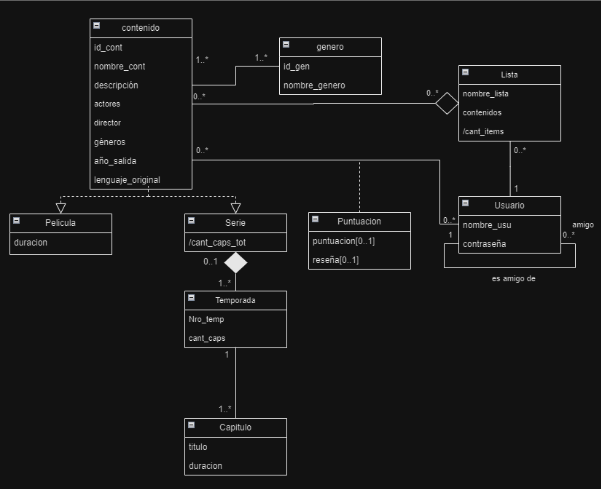 contenido
id_cont
nombre_cont
descripción
actores
director
géneros
año_salida
lenguaje_original
1..*
1..*
genero
id_gen
nombre_genero
0..*
0..*
Lista
nombre_lista
contenidos
/cant_items
0..*
1
0..*
0..*
Usuario
nombre_usu
contraseña
1
amigo
0..*
es amigo de
Pelicula
duracion
Serie
/cant_caps_tot
Puntuacion
puntuacion[0..1]
reseña[0..1]
0..1
1..*
Temporada
Nro_temp
cant_caps
1
1..*
Capitulo
titulo
duracion